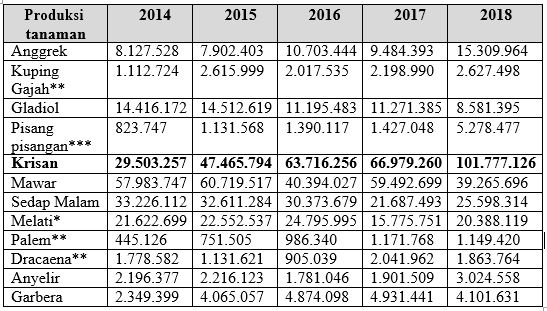 Produksi tanaman 2014 2015 2016 2017 2018
Anggrek 8.127.528 7.902.403 10.703.444 9.484.393 15.309.964
Kuping Gajah** 1.112.724 2.615.999 2.017.535 2.198.990 2.627.498
Gladiol 14.416.172 14.512.619 11.195.483 11.271.385 8.581.395
Pisang pisangan*** 823.747 1.131.568 1.390.117 1.427.048 5.278.477
Krisan 29.503.257 47.465.794 63.716.256 66.979.260 101.777.126
Mawar 57.983.747 60.719.517 40.394.027 59.492.699 39.265.696
Sedap Malam 33.226.112 32.611.284 30.373.679 21.687.493 25.598.314
Melati* 21.622.699 22.552.537 24.795.995 15.775.751 20.388.119
Palem** 445.126 751.505 986.340 1.171.768 1.149.420
Dracaena** 1.778.582 1.131.621 905.039 2.041.962 1.863.764
Anyelir 2.196.377 2.216.123 1.781.046 1.901.509 3.024.558
Garbera 2.349.399 4.065.057 4.874.098 4.931.441 4.101.631